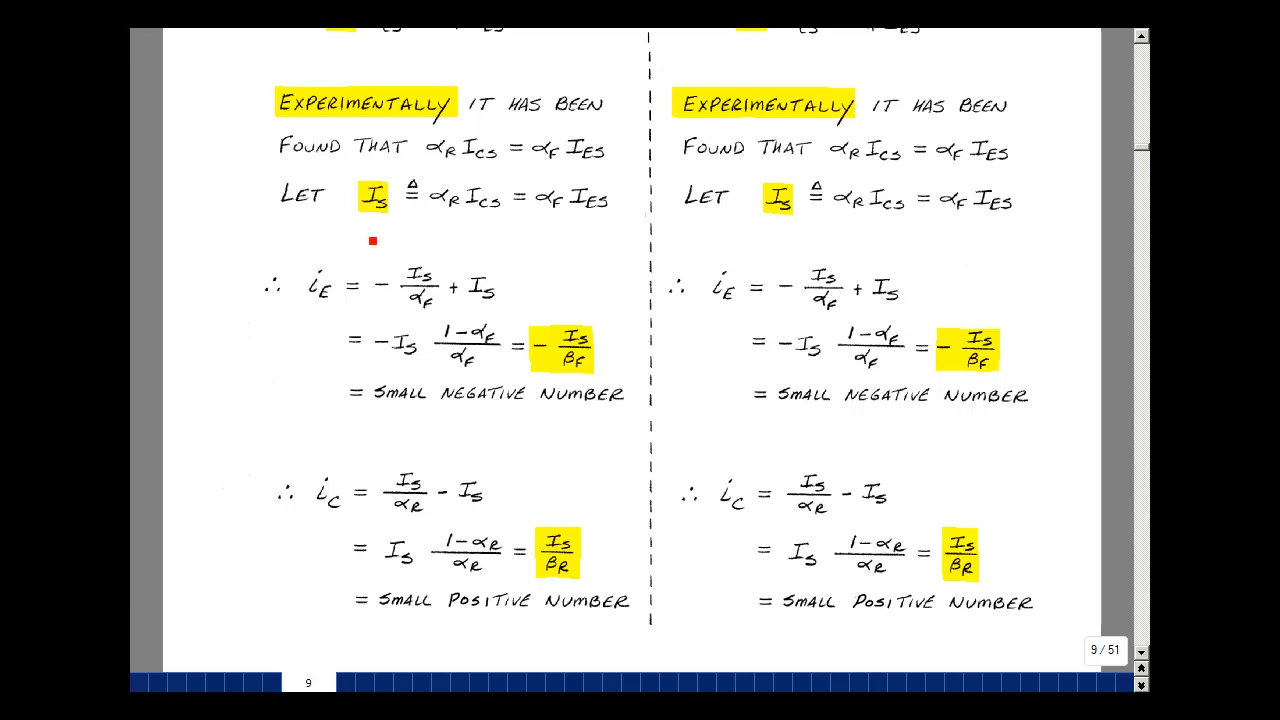 EXPERIMENTALLY IT HAS BEEN
FOUND THAT αR ICS = αF IES
LET IS ≜ αR ICS = αF IES
∴ iE = - IS/αF + IS
= -IS (1-αF)/αF = - IS/βF
= SMALL NEGATIVE NUMBER
∴ iC = IS/αR - IS
= IS (1-αR)/αR = IS/βR
= SMALL POSITIVE NUMBER
EXPERIMENTALLY IT HAS BEEN
FOUND THAT αR ICS = αF IES
LET IS ≜ αR ICS = αF IES
∴ iE = - IS/αF + IS
= -IS (1-αF)/αF = - IS/βF
= SMALL NEGATIVE NUMBER
∴ iC = IS/αR - IS
= IS (1-αR)/αR = IS/βR
= SMALL POSITIVE NUMBER
9 / 51
9